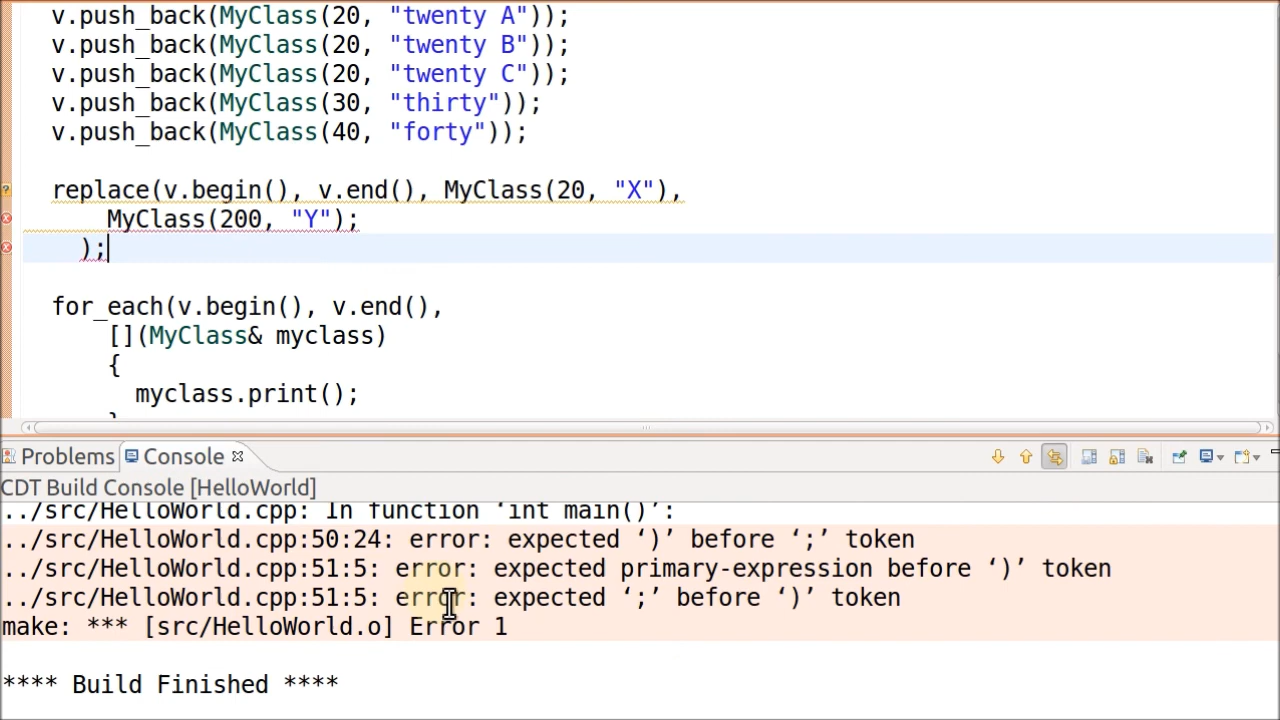 v.push_back(MyClass(20, "twenty A"));
v.push_back(MyClass(20, "twenty B"));
v.push_back(MyClass(20, "twenty C"));
v.push_back(MyClass(30, "thirty"));
v.push_back(MyClass(40, "forty"));
replace(v.begin(), v.end(), MyClass(20, "X"),
MyClass(200, "Y");
);
for_each(v.begin(), v.end(),
[](MyClass& myclass)
{
myclass.print();
Problems Console
CDT Build Console [HelloWorld]
../src/HelloWorld.cpp: In function ‘int main()’:
../src/HelloWorld.cpp:50:24: error: expected ‘)’ before ‘;’ token
../src/HelloWorld.cpp:51:5: error: expected primary-expression before ‘)’ token
../src/HelloWorld.cpp:51:5: error: expected ‘;’ before ‘)’ token
make: *** [src/HelloWorld.o] Error 1
**** Build Finished ****